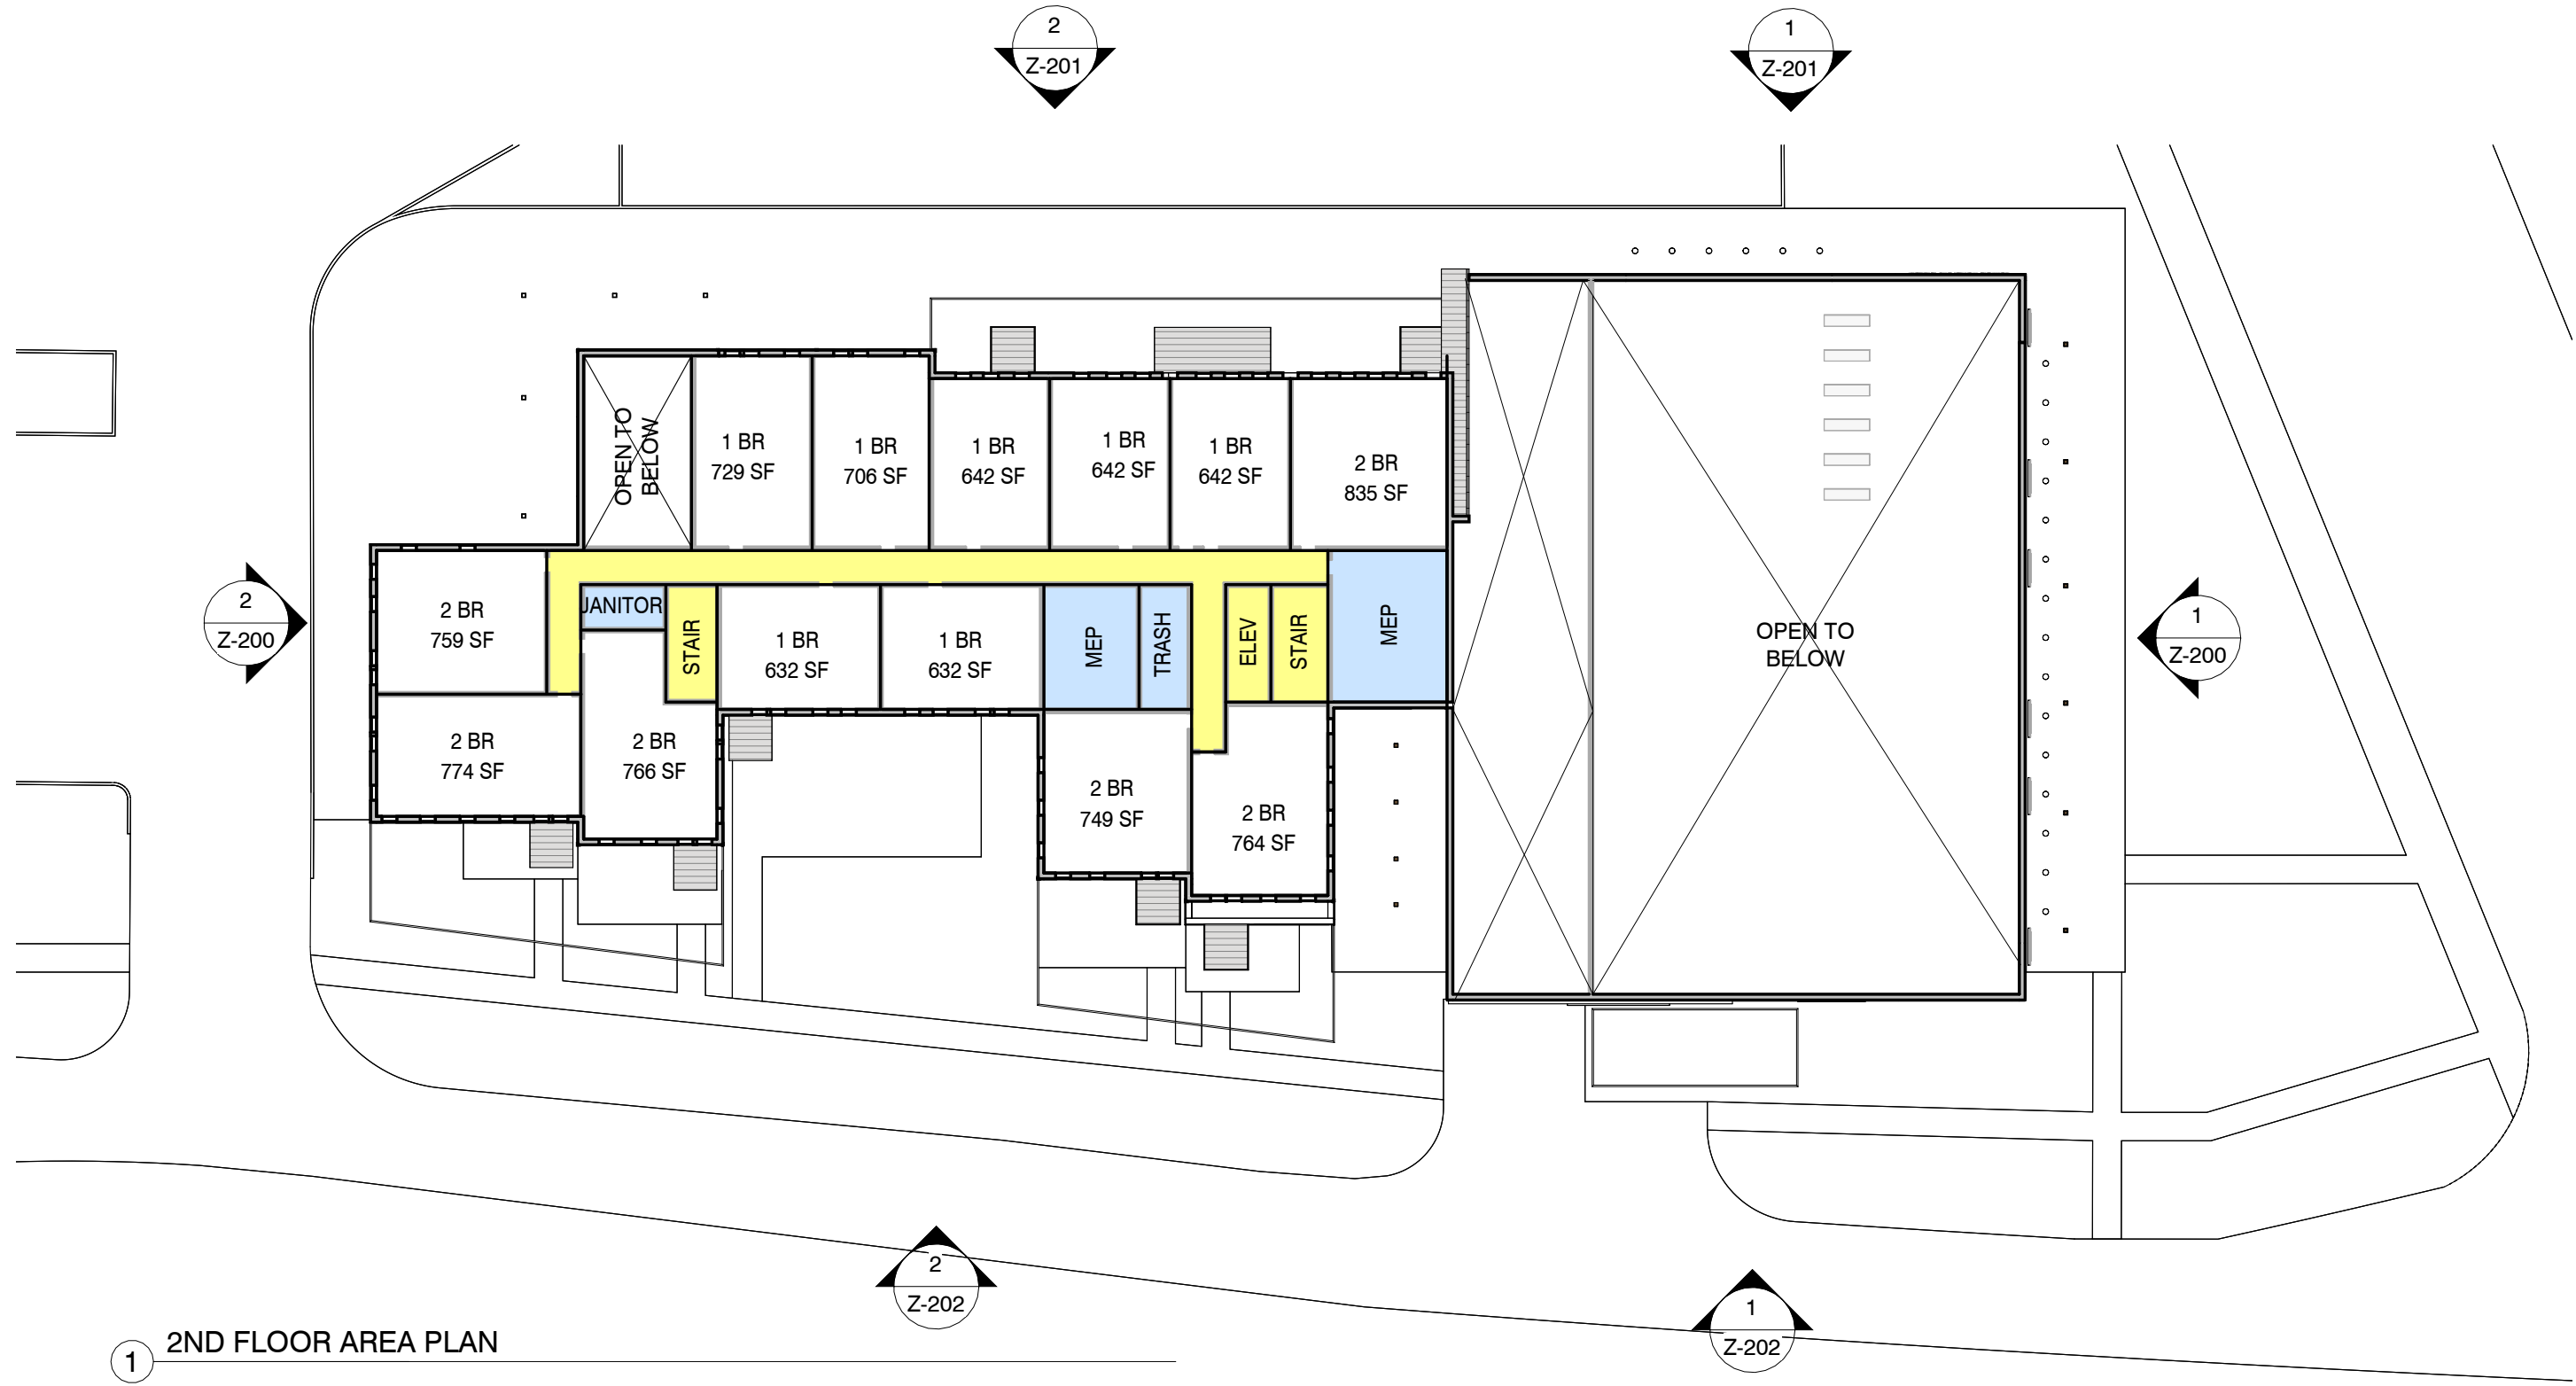 2
Z-201
1
Z-201
OPEN TO
BELOW
1 BR
729 SF
1 BR
706 SF
1 BR
642 SF
1 BR
642 SF
1 BR
642 SF
2 BR
835 SF
2
Z-200
2 BR
759 SF
JANITOR
STAIR
1 BR
632 SF
1 BR
632 SF
MEP
TRASH
ELEV
STAIR
MEP
OPEN TO
BELOW
1
Z-200
2 BR
774 SF
2 BR
766 SF
2 BR
749 SF
2 BR
764 SF
2
Z-202
1
Z-202
1
2ND FLOOR AREA PLAN